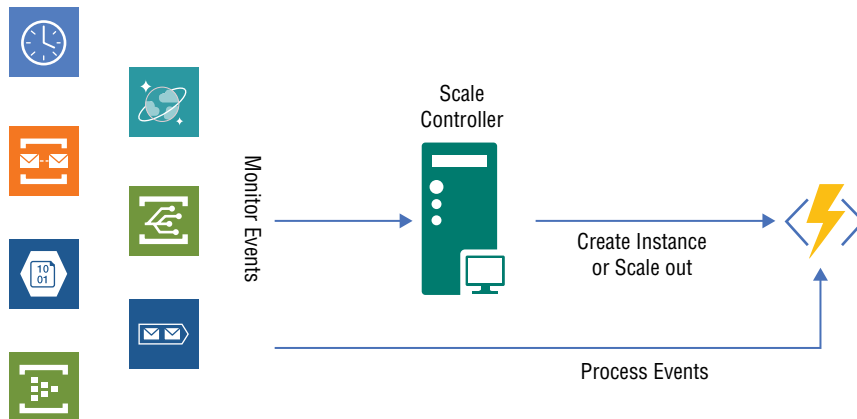 Scale
Controller
Monitor Events
Create Instance
or Scale out
10
01
Process Events